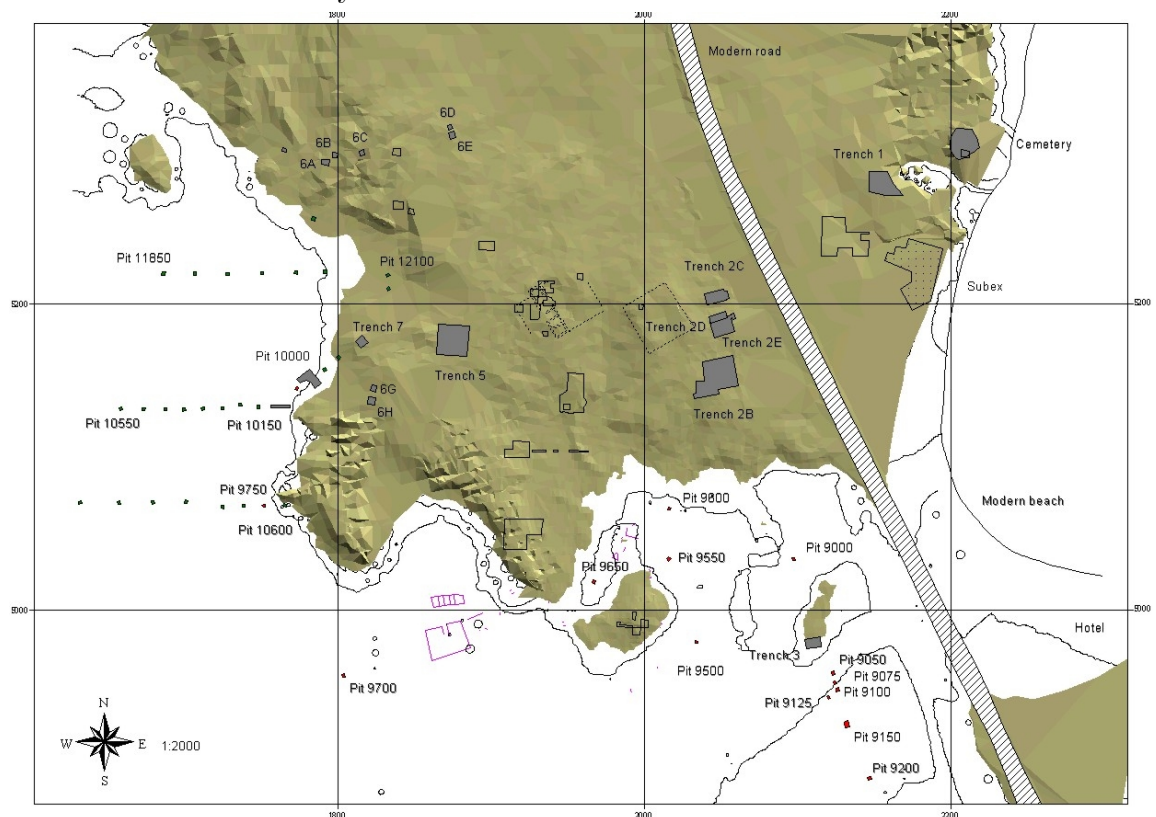 1800
2000
2200
Modern road
6D
6B
6C
6E
6A
Trench 1
Cemetery
Pit 11850
Pit 12100
Trench 2C
Subex
5200
5200
Trench 7
Trench 2D
Trench 2E
Pit 10000
Trench 5
6G
6H
Trench 2B
Pit 10550
Pit 10150
Pit 9750
Pit 9800
Modern beach
Pit 10600
Pit 9550
Pit 9000
Pit 9650
5000
5000
Hotel
Trench 3
Pit 9500
Pit 9050
Pit 9075
Pit 9700
Pit 9100
Pit 9125
N
Pit 9150
W
E
1:2000
Pit 9200
S
1800
2000
2200